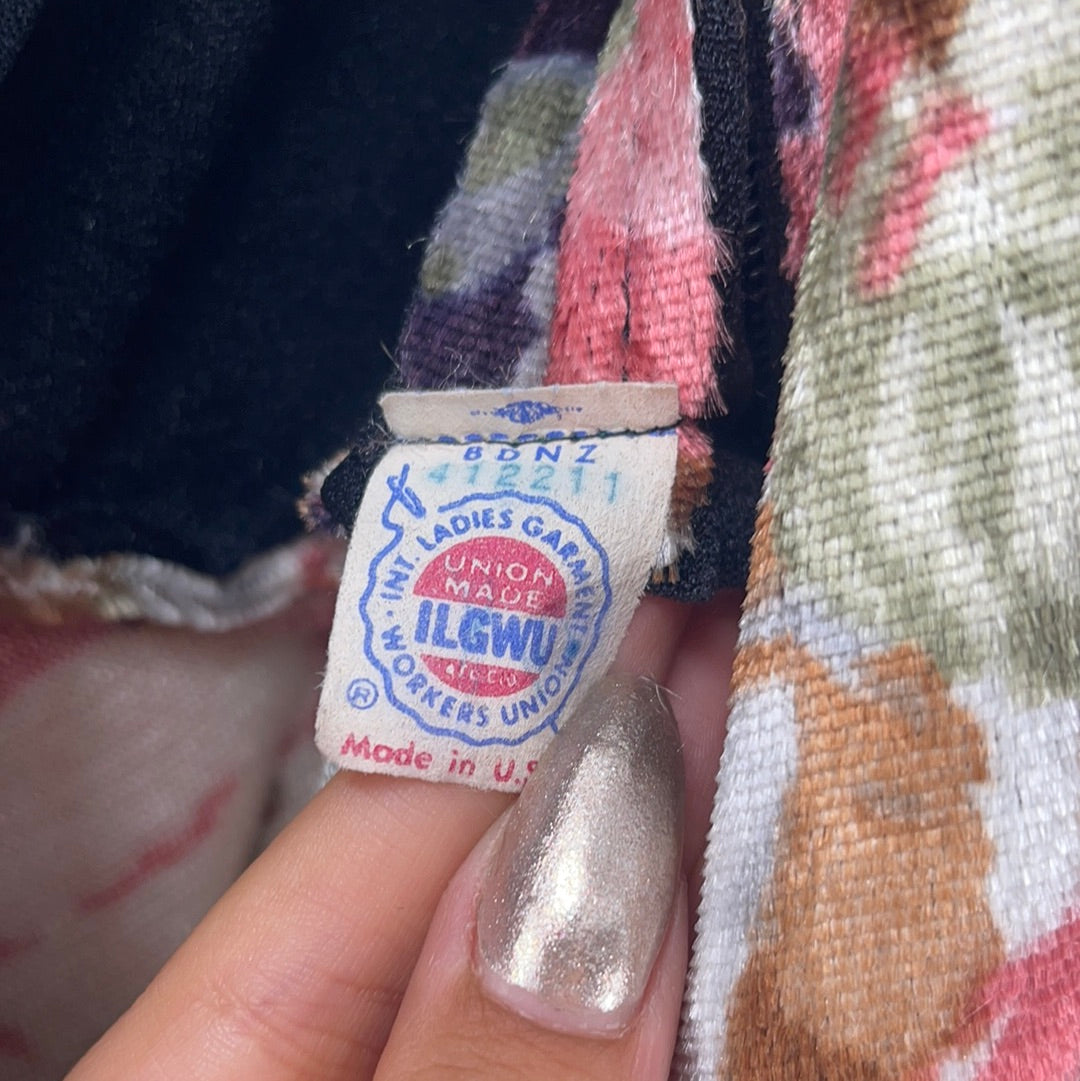 BDNZ
412211
INT. LADIES GARMENT WORKERS UNION
UNION
MADE
ILGWU
®
Made in U.S